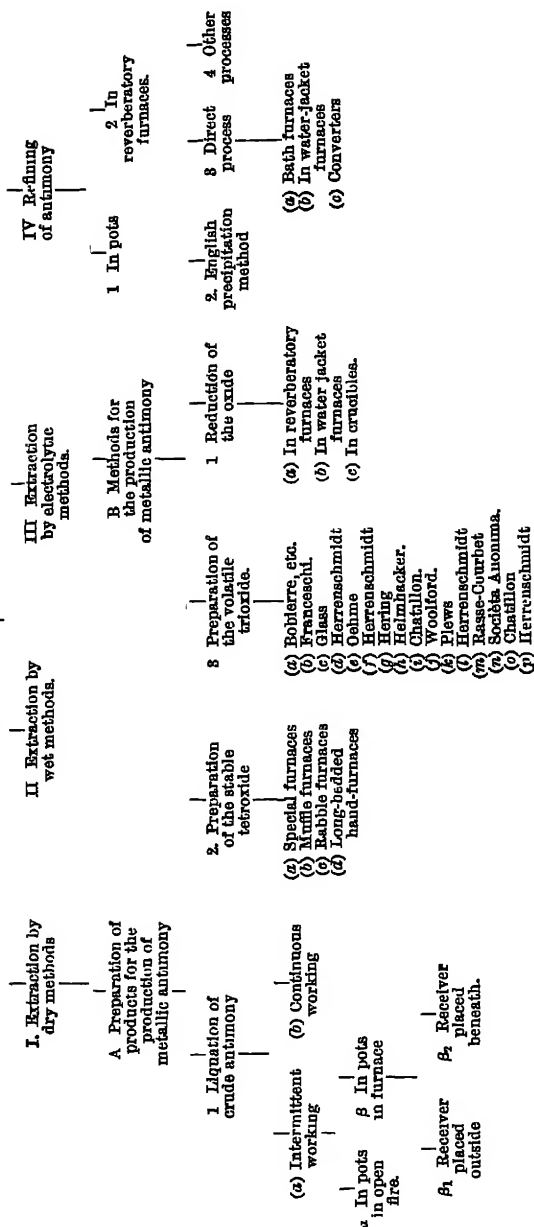 I. Extraction by
dry methods
II Extraction by
wet methods.
III Extraction
by electrolytic
methods.
IV Refining
of antimony
A Preparation of
products for the
production of
metallic antimony
B Methods for
the production
of metallic antimony
1 In pots
2 In
reverberatory
furnaces.
1 Liquation of
crude antimony
2. Preparation
of the stable
tetroxide
3 Preparation of
the volatile
trioxide.
1 Reduction of
the oxide
2. English
precipitation
method
3 Direct
process
4 Other
processes
(a) Intermittent
working
(b) Continuous
working
(a) Special furnaces
(b) Muffle furnaces
(c) Rabble furnaces
(d) Long-bedded
hand-furnaces
(a) Bobierre, etc.
(b) Franceschi.
(c) Glass
(d) Herrenschmidt
(e) Oehme
(f) Herrenschmidt
(g) Hering
(h) Helmhacker.
(i) Chatillon.
(j) Woolford.
(k) Plews
(l) Herrenschmidt
(m) Rasse-Courbet
(n) Società Anonima.
(o) Chatillon
(p) Herrenschmidt
(a) In reverberatory
furnaces
(b) In water jacket
furnaces
(c) In crucibles.
(a) Bath furnaces
(b) In water-jacket
furnaces
(c) Converters
α In pots
in open
fire.
β In pots
in furnace
β1 Receiver
placed
outside
β2 Receiver
placed
beneath.